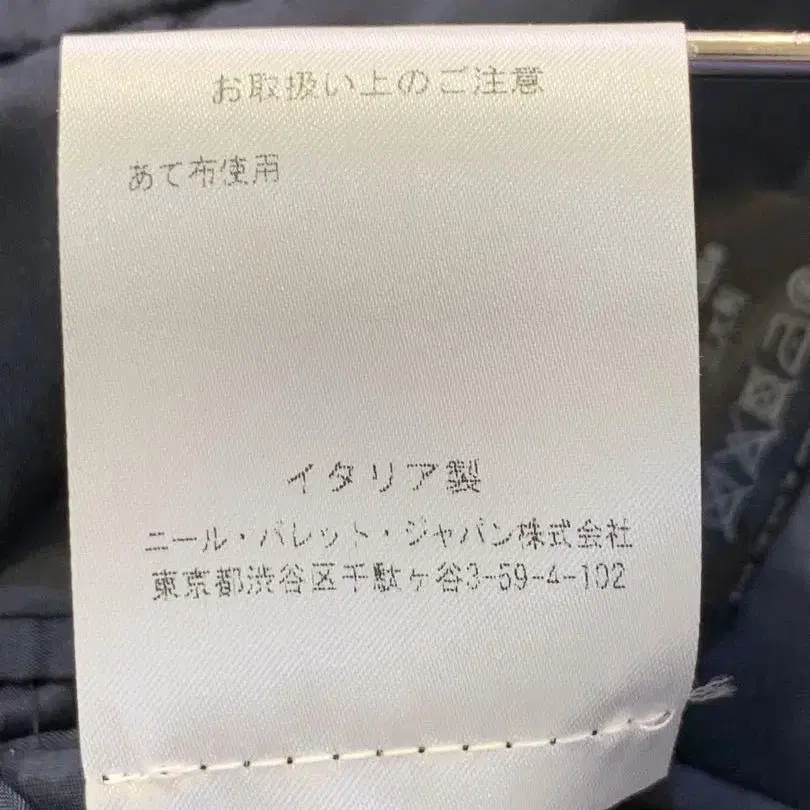 お取扱い上のご注意
あて布使用
イタリア製
ニール・バレット・ジャパン株式会社
東京都渋谷区千駄ヶ谷3-59-4-102